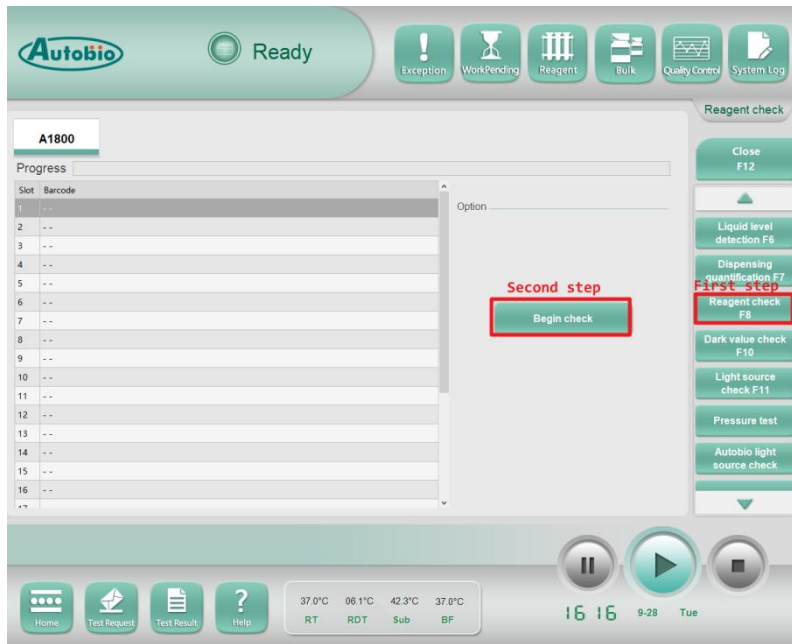 Autobio
Ready
Exception
WorkPending
Reagent
Bulk
Quality Control
System Log
Reagent check
A1800
Close
F12
Progress
Slot Barcode
1 - -
Option
2 - -
Liquid level
detection F6
3 - -
4 - -
Dispensing
quantification F7
5 - -
Second step
First step
6 - -
Reagent check
F8
7 - -
Begin check
8 - -
Dark value check
F10
9 - -
10 - -
Light source
check F11
11 - -
12 - -
Pressure test
13 - -
14 - -
Autobio light
source check
15 - -
16 - -
17
37.0°C 06.1°C 42.3°C 37.0°C
RT RDT Sub BF
Home
Test Request
Test Result
?
Help
16 16 9-28 Tue